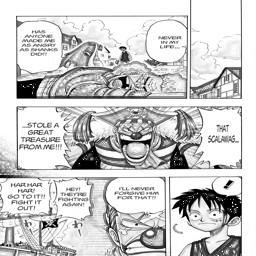 NEVER
IN MY
LIFE...
HAS
ANYONE
MADE ME
AS ANGRY
AS SHANKS
DID!!
THAT
SCALAWAG...
...STOLE A
GREAT
TREASURE
FROM ME!!!
!
I'LL NEVER
FORGIVE HIM
FOR THAT!!
HEY!
THEY'RE
FIGHTING
AGAIN!
HAR HAR
HAR!
GO TO IT!!
FIGHT IT
OUT!